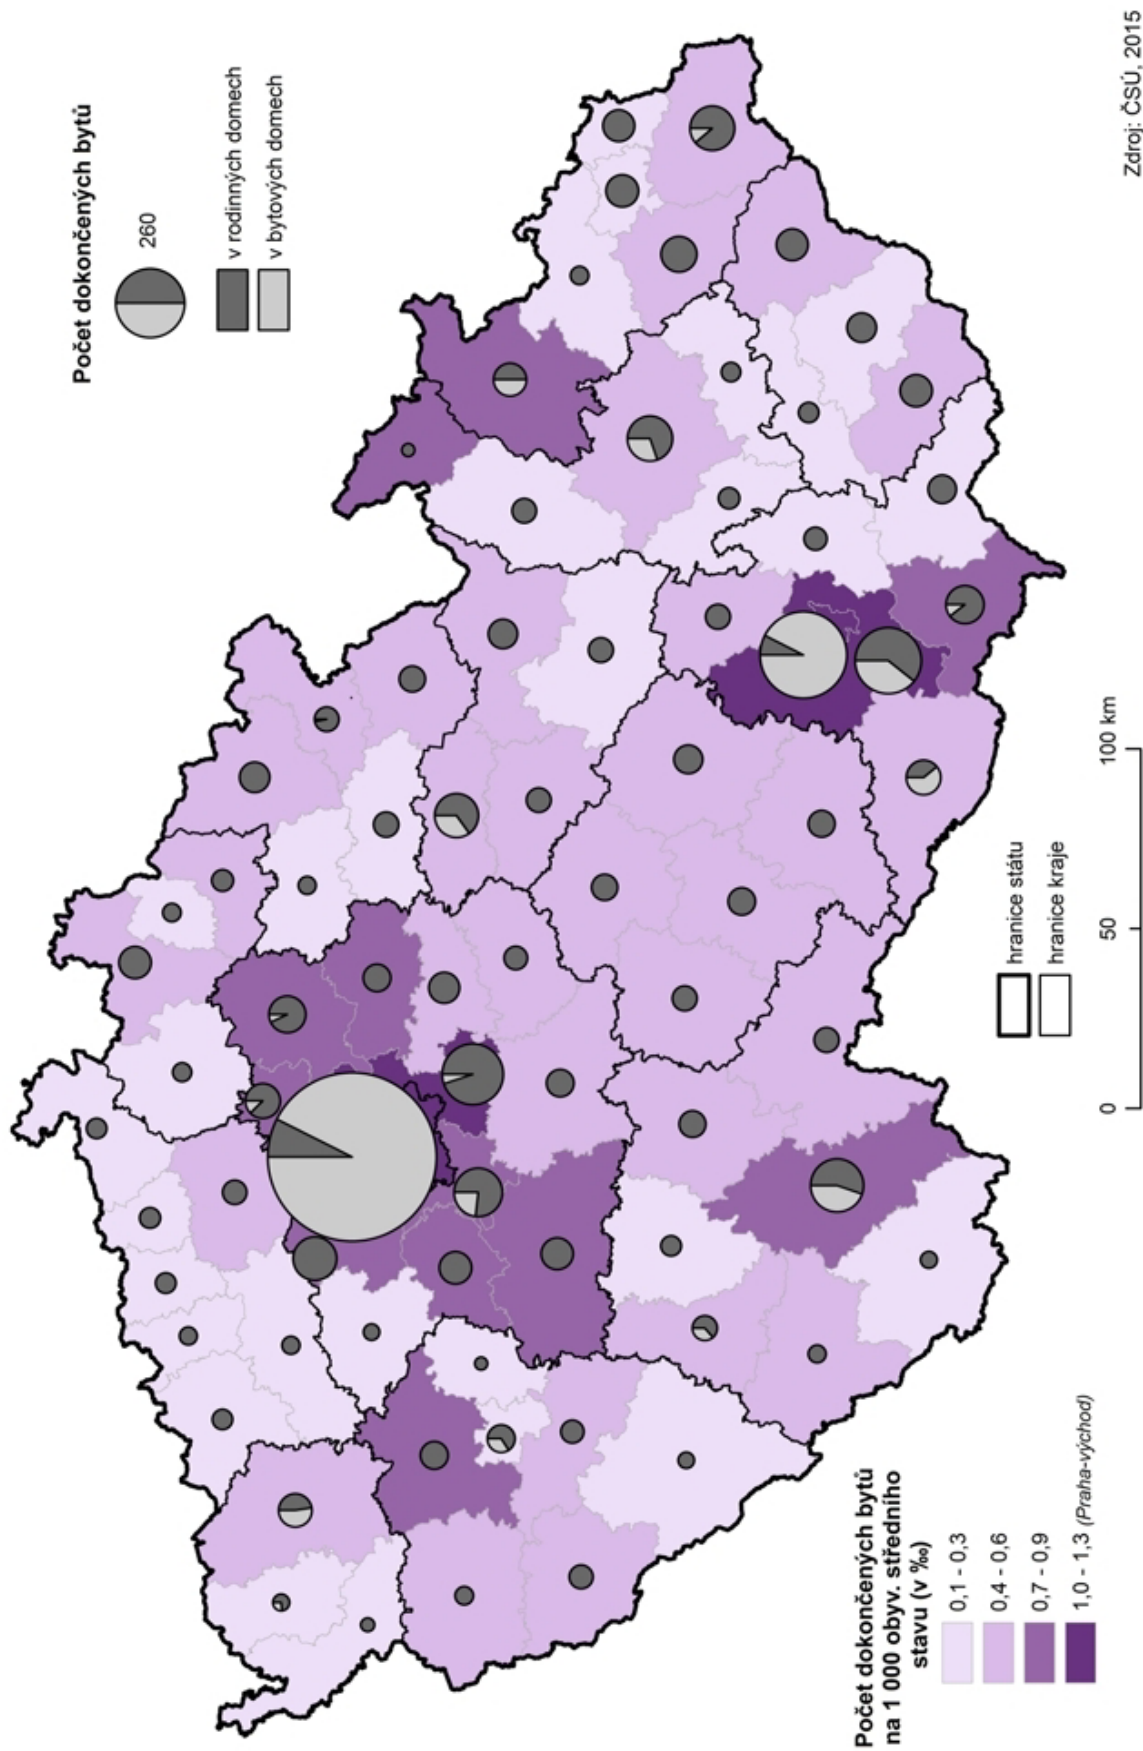 Počet dokončených bytů
260
v rodinných domech
v bytových domech
Počet dokončených bytů
na 1 000 obyv. středního
stavu (v ‰)
0,1 - 0,3
0,4 - 0,6
0,7 - 0,9
1,0 - 1,3 (Praha-východ)
0 50 100 km
hranice státu
hranice kraje
Zdroj: ČSÚ, 2015